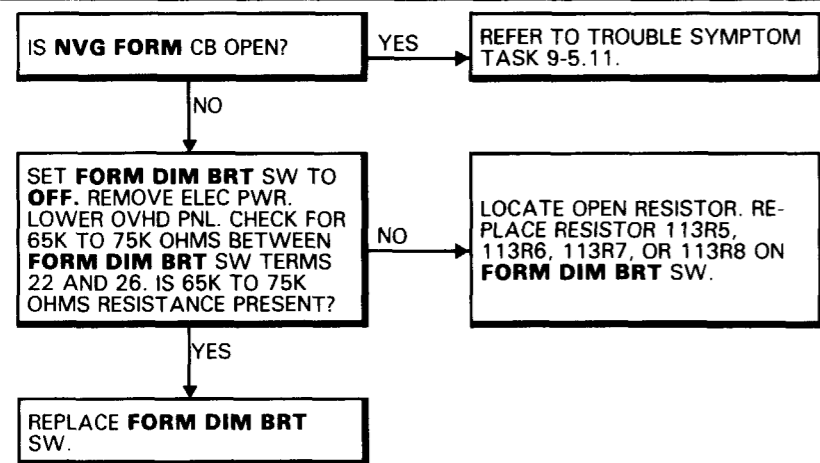 IS NVG FORM CB OPEN?
YES
REFER TO TROUBLE SYMPTOM
TASK 9-5.11.
NO
SET FORM DIM BRT SW TO
OFF. REMOVE ELEC PWR.
LOWER OVHD PNL. CHECK FOR
65K TO 75K OHMS BETWEEN
FORM DIM BRT SW TERMS
22 AND 26. IS 65K TO 75K
OHMS RESISTANCE PRESENT?
NO
LOCATE OPEN RESISTOR. RE-
PLACE RESISTOR 113R5,
113R6, 113R7, OR 113R8 ON
FORM DIM BRT SW.
YES
REPLACE FORM DIM BRT
SW.